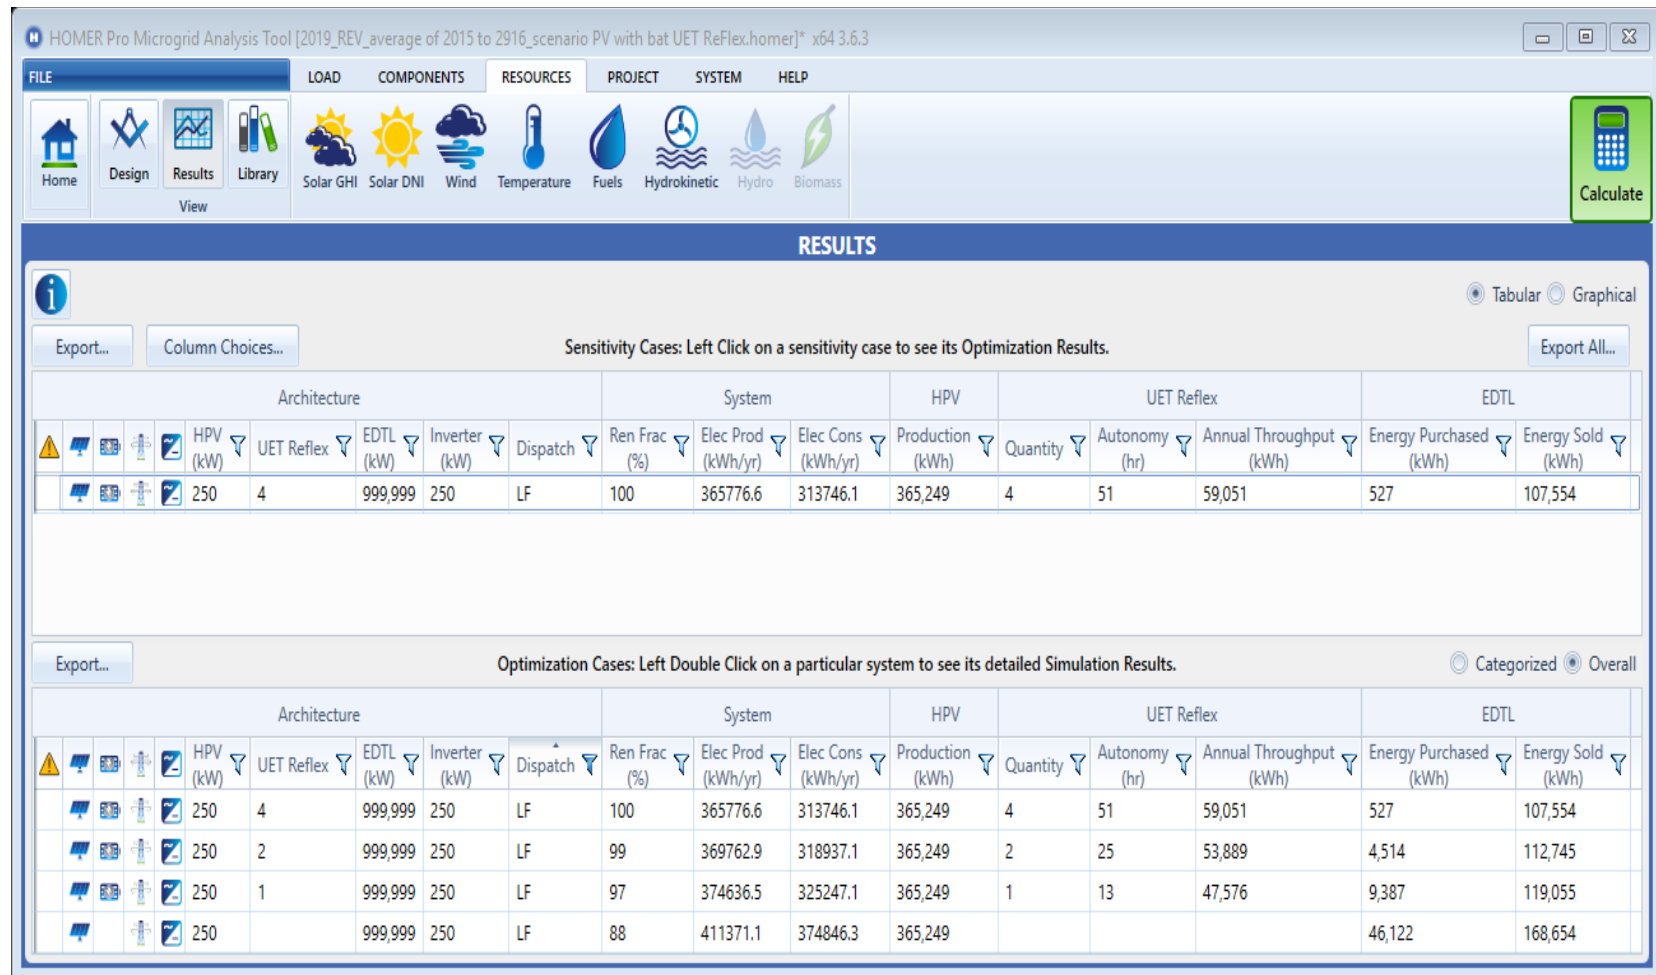 HOMER Pro Microgrid Analysis Tool [2019_REV_average of 2015 to 2916_scenario PV with bat UET ReFlex.homer]* x64 3.6.3
FILE LOAD COMPONENTS RESOURCES PROJECT SYSTEM HELP
Home Design Results Library Solar GHI Solar DNI Wind Temperature Fuels Hydrokinetic Hydro Biomass Calculate
View
RESULTS
Tabular Graphical
Export... Column Choices... Sensitivity Cases: Left Click on a sensitivity case to see its Optimization Results. Export All...
Architecture System HPV UET Reflex EDTL
HPV (kW) UET Reflex EDTL (kW) Inverter (kW) Dispatch Ren Frac (%) Elec Prod (kWh/yr) Elec Cons (kWh/yr) Production (kWh) Quantity Autonomy (hr) Annual Throughput (kWh) Energy Purchased (kWh) Energy Sold (kWh)
250 4 999,999 250 LF 100 365776.6 313746.1 365,249 4 51 59,051 527 107,554
Export... Optimization Cases: Left Double Click on a particular system to see its detailed Simulation Results. Categorized Overall
Architecture System HPV UET Reflex EDTL
HPV (kW) UET Reflex EDTL (kW) Inverter (kW) Dispatch Ren Frac (%) Elec Prod (kWh/yr) Elec Cons (kWh/yr) Production (kWh) Quantity Autonomy (hr) Annual Throughput (kWh) Energy Purchased (kWh) Energy Sold (kWh)
250 4 999,999 250 LF 100 365776.6 313746.1 365,249 4 51 59,051 527 107,554
250 2 999,999 250 LF 99 369762.9 318937.1 365,249 2 25 53,889 4,514 112,745
250 1 999,999 250 LF 97 374636.5 325247.1 365,249 1 13 47,576 9,387 119,055
250 999,999 250 LF 88 411371.1 374846.3 365,249 46,122 168,654